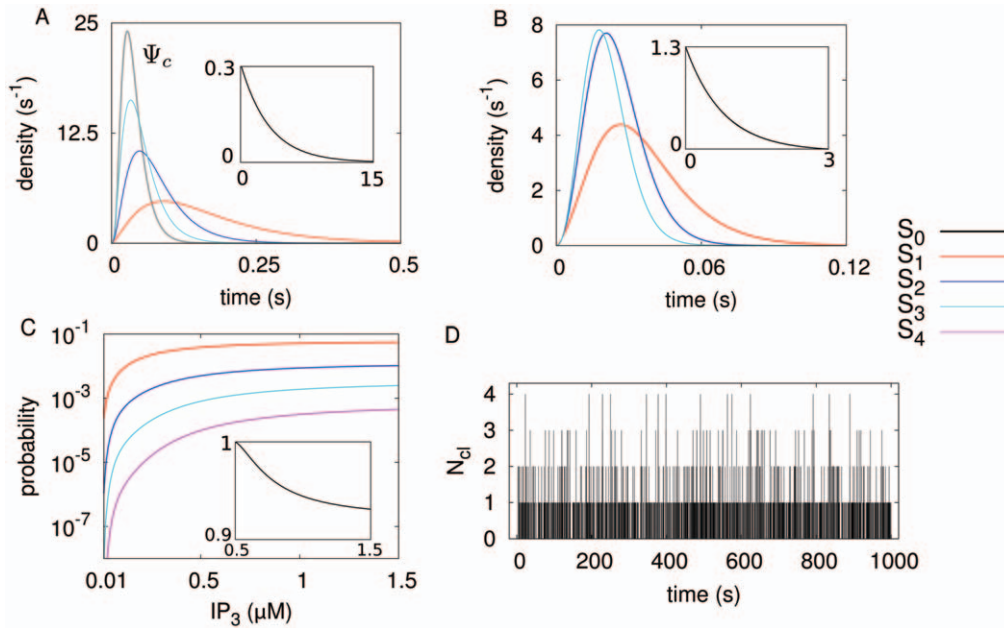 A
25
12.5
0
density (s⁻¹)
Ψc
0.3
0
0
15
0
0.25
0.5
time (s)
B
8
6
4
2
0
density (s⁻¹)
1.3
0
0
3
0
0.06
0.12
time (s)
S₀
S₁
S₂
S₃
S₄
C
10⁻¹
10⁻³
10⁻⁵
10⁻⁷
probability
1
0.9
0.5
1.5
0.01
0.5
1
1.5
IP₃ (µM)
D
4
3
2
1
0
N_cl
0
200
400
600
800
1000
time (s)